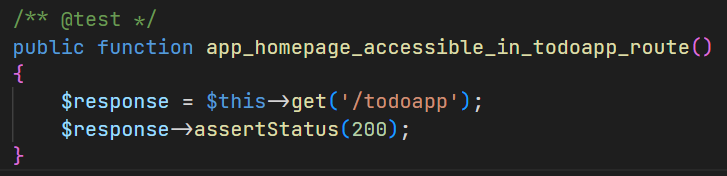 /** @test */
public function app_homepage_accessible_in_todoapp_route()
{
    $response = $this->get('/todoapp');
    $response->assertStatus(200);
}